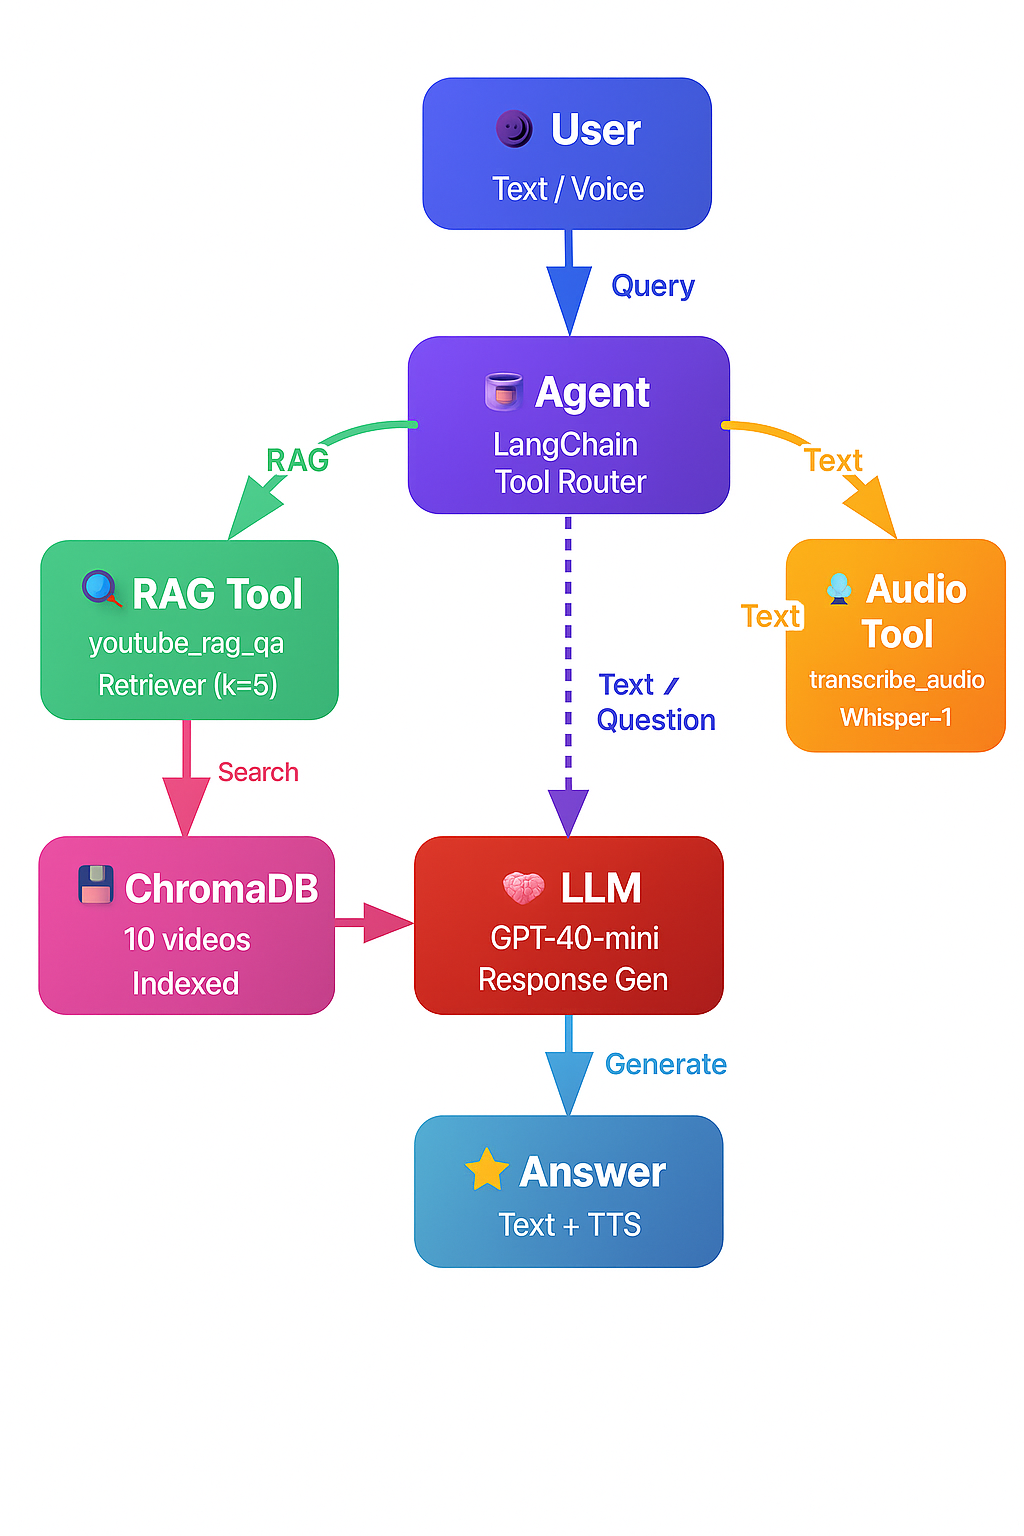 User
Text / Voice
Query
Agent
LangChain
Tool Router
RAG
Text
RAG Tool
youtube_rag_qa
Retriever (k=5)
Text
Audio
Tool
transcribe_audio
Whisper-1
Text /
Question
Search
ChromaDB
10 videos
Indexed
LLM
GPT-40-mini
Response Gen
Generate
Answer
Text + TTS